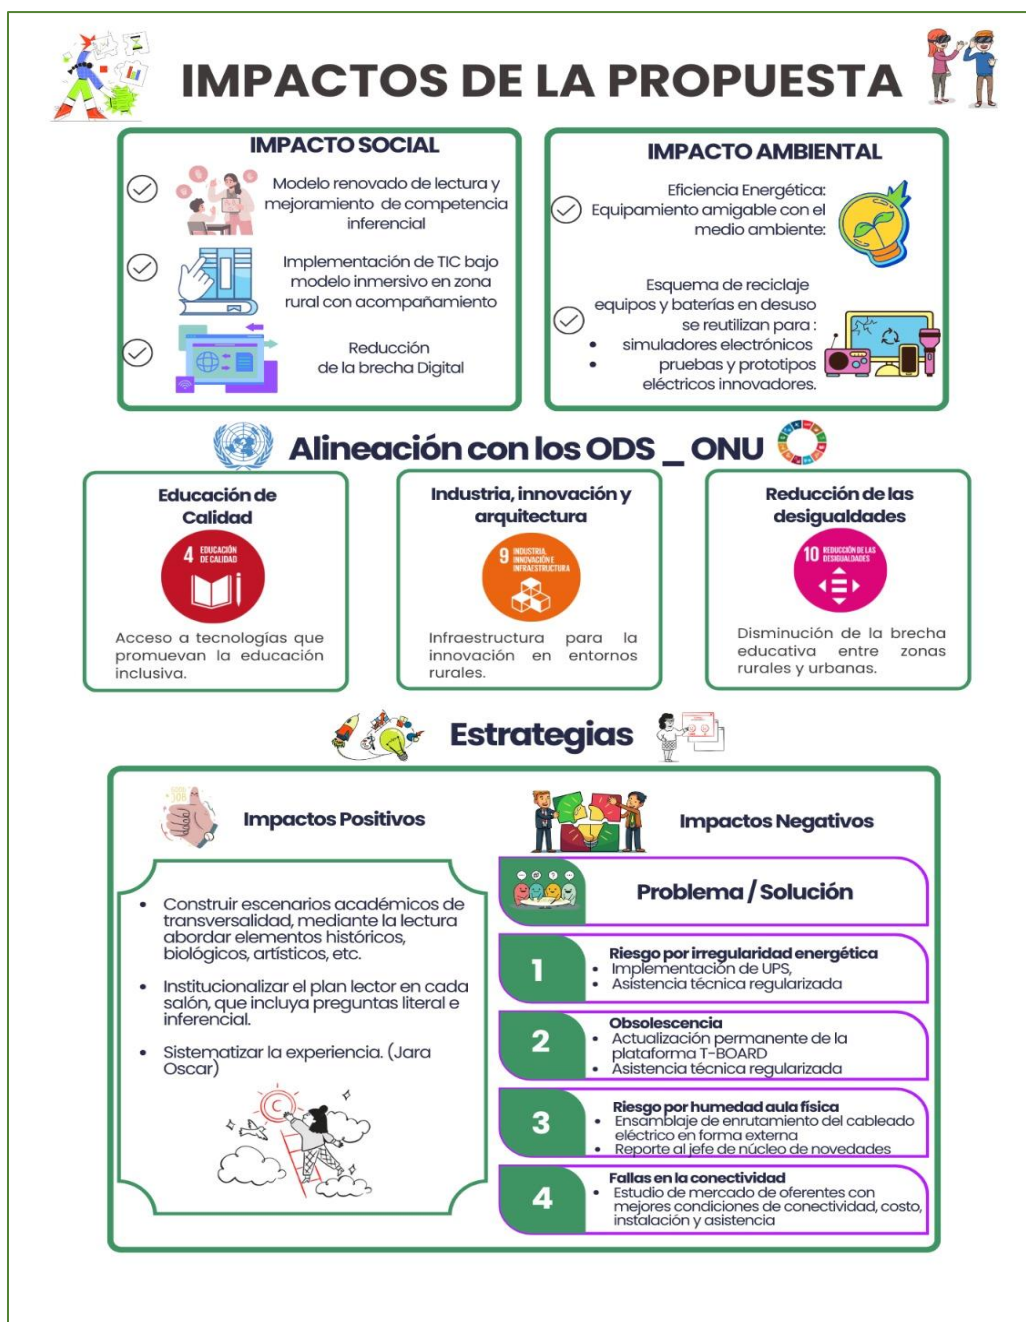 IMPACTOS DE LA PROPUESTA
IMPACTO SOCIAL
Modelo renovado de lectura y
mejoramiento de competencia
inferencial
Implementación de TIC bajo
modelo inmersivo en zona
rural con acompañamiento
Reducción
de la brecha Digital
IMPACTO AMBIENTAL
Eficiencia Energética:
Equipamiento amigable con el
medio ambiente:
Esquema de reciclaje
equipos y baterías en desuso
se reutilizan para :
• simuladores electrónicos
• pruebas y prototipos
eléctricos innovadores.
Alineación con los ODS _ ONU
Educación de
Calidad
4 EDUCACIÓN
DE CALIDAD
Acceso a tecnologías que
promuevan la educación
inclusiva.
Industria, innovación y
arquitectura
9 INDUSTRIA,
INNOVACIÓN E
INFRAESTRUCTURA
Infraestructura para la
innovación en entornos
rurales.
Reducción de las
desigualdades
10 REDUCCIÓN DE LAS
DESIGUALDADES
Disminución de la brecha
educativa entre zonas
rurales y urbanas.
Estrategias
GOOD
JOB
Impactos Positivos
• Construir escenarios académicos de
transversalidad, mediante la lectura
abordar elementos históricos,
biológicos, artísticos, etc.
• Institucionalizar el plan lector en cada
salón, que incluya preguntas literal e
inferencial.
• Sistematizar la experiencia. (Jara
Oscar)
C
Impactos Negativos
Problema / Solución
1
Riesgo por irregularidad energética
• Implementación de UPS,
• Asistencia técnica regularizada
2
Obsolescencia
• Actualización permanente de la
plataforma T-BOARD
• Asistencia técnica regularizada
3
Riesgo por humedad aula física
• Ensamblaje de enrutamiento del cableado
eléctrico en forma externa
• Reporte al jefe de núcleo de novedades
4
Fallas en la conectividad
• Estudio de mercado de oferentes con
mejores condiciones de conectividad, costo,
instalación y asistencia